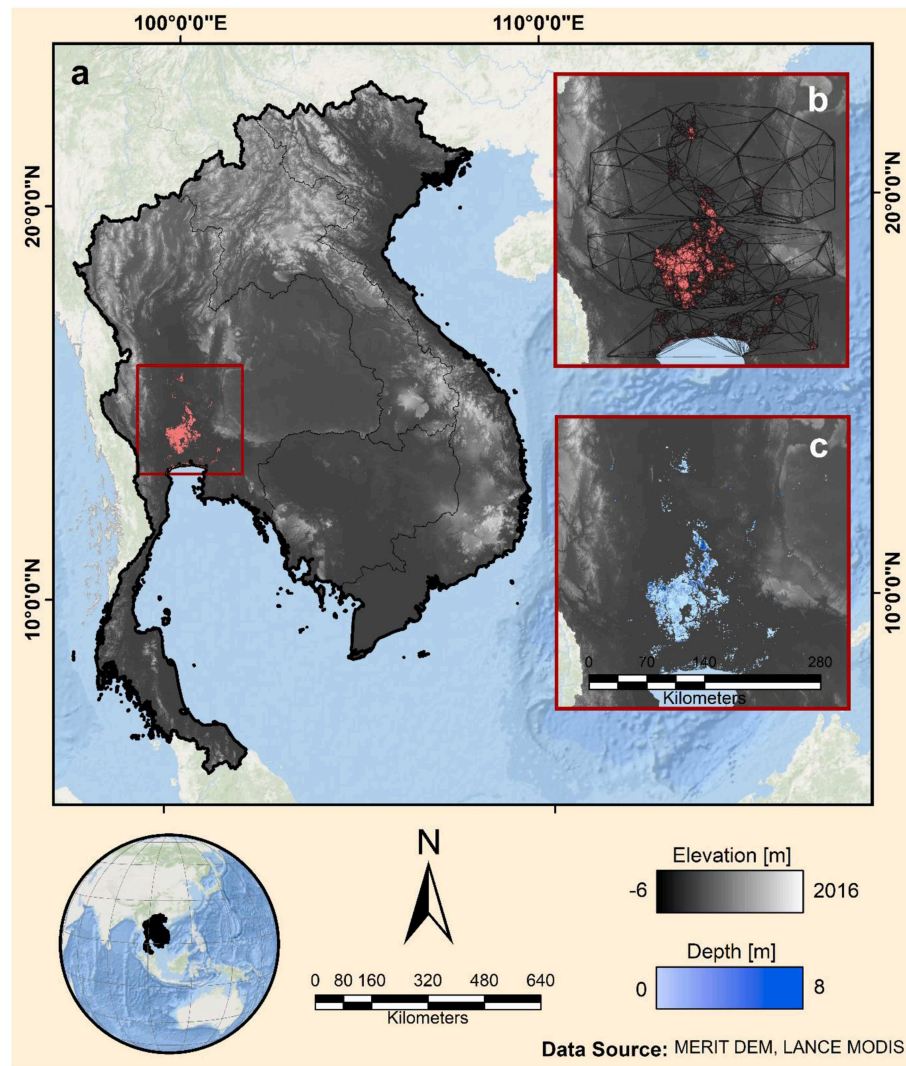 100°0'0"E
110°0'0"E
a
b
20°0'0"N
20°0'0"N
c
10°0'0"N
10°0'0"N
0 70 140 280
Kilometers
N
Elevation [m]
-6 2016
Depth [m]
0 8
0 80 160 320 480 640
Kilometers
Data Source: MERIT DEM, LANCE MODIS